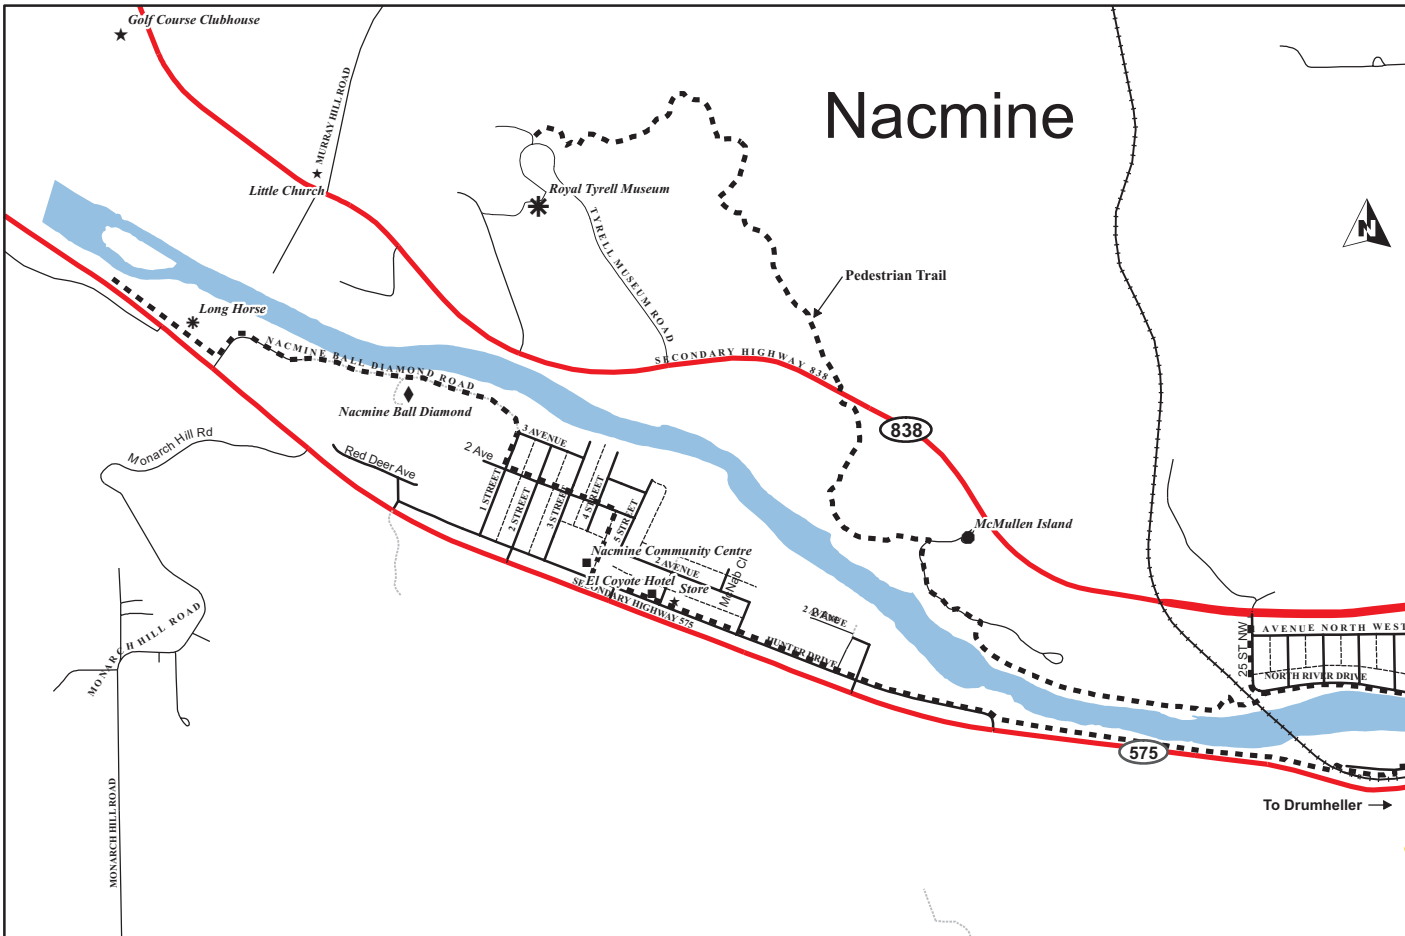 Golf Course Clubhouse
Nacmine
MURRAY HILL ROAD
Little Church
Royal Tyrell Museum
TYRELL MUSEUM ROAD
N
Pedestrian Trail
Long Horse
NACMINE BALL DIAMOND ROAD
SECONDARY HIGHWAY 838
Nacmine Ball Diamond
838
Monarch Hill Rd
Red Deer Ave
2 Ave
3 AVENUE
1 STREET
2 STREET
3 STREET
4 STREET
5 STREET
McMullen Island
Nacmine Community Centre
2 AVENUE
El Coyote Hotel
Store
McNab Cl
SECONDARY HIGHWAY 575
2 AVENUE
2 Ave
HUNTER DRIVE
MONARCH HILL ROAD
25 ST NW
AVENUE NORTH WEST
NORTH RIVER DRIVE
575
To Drumheller
MONARCH HILL ROAD